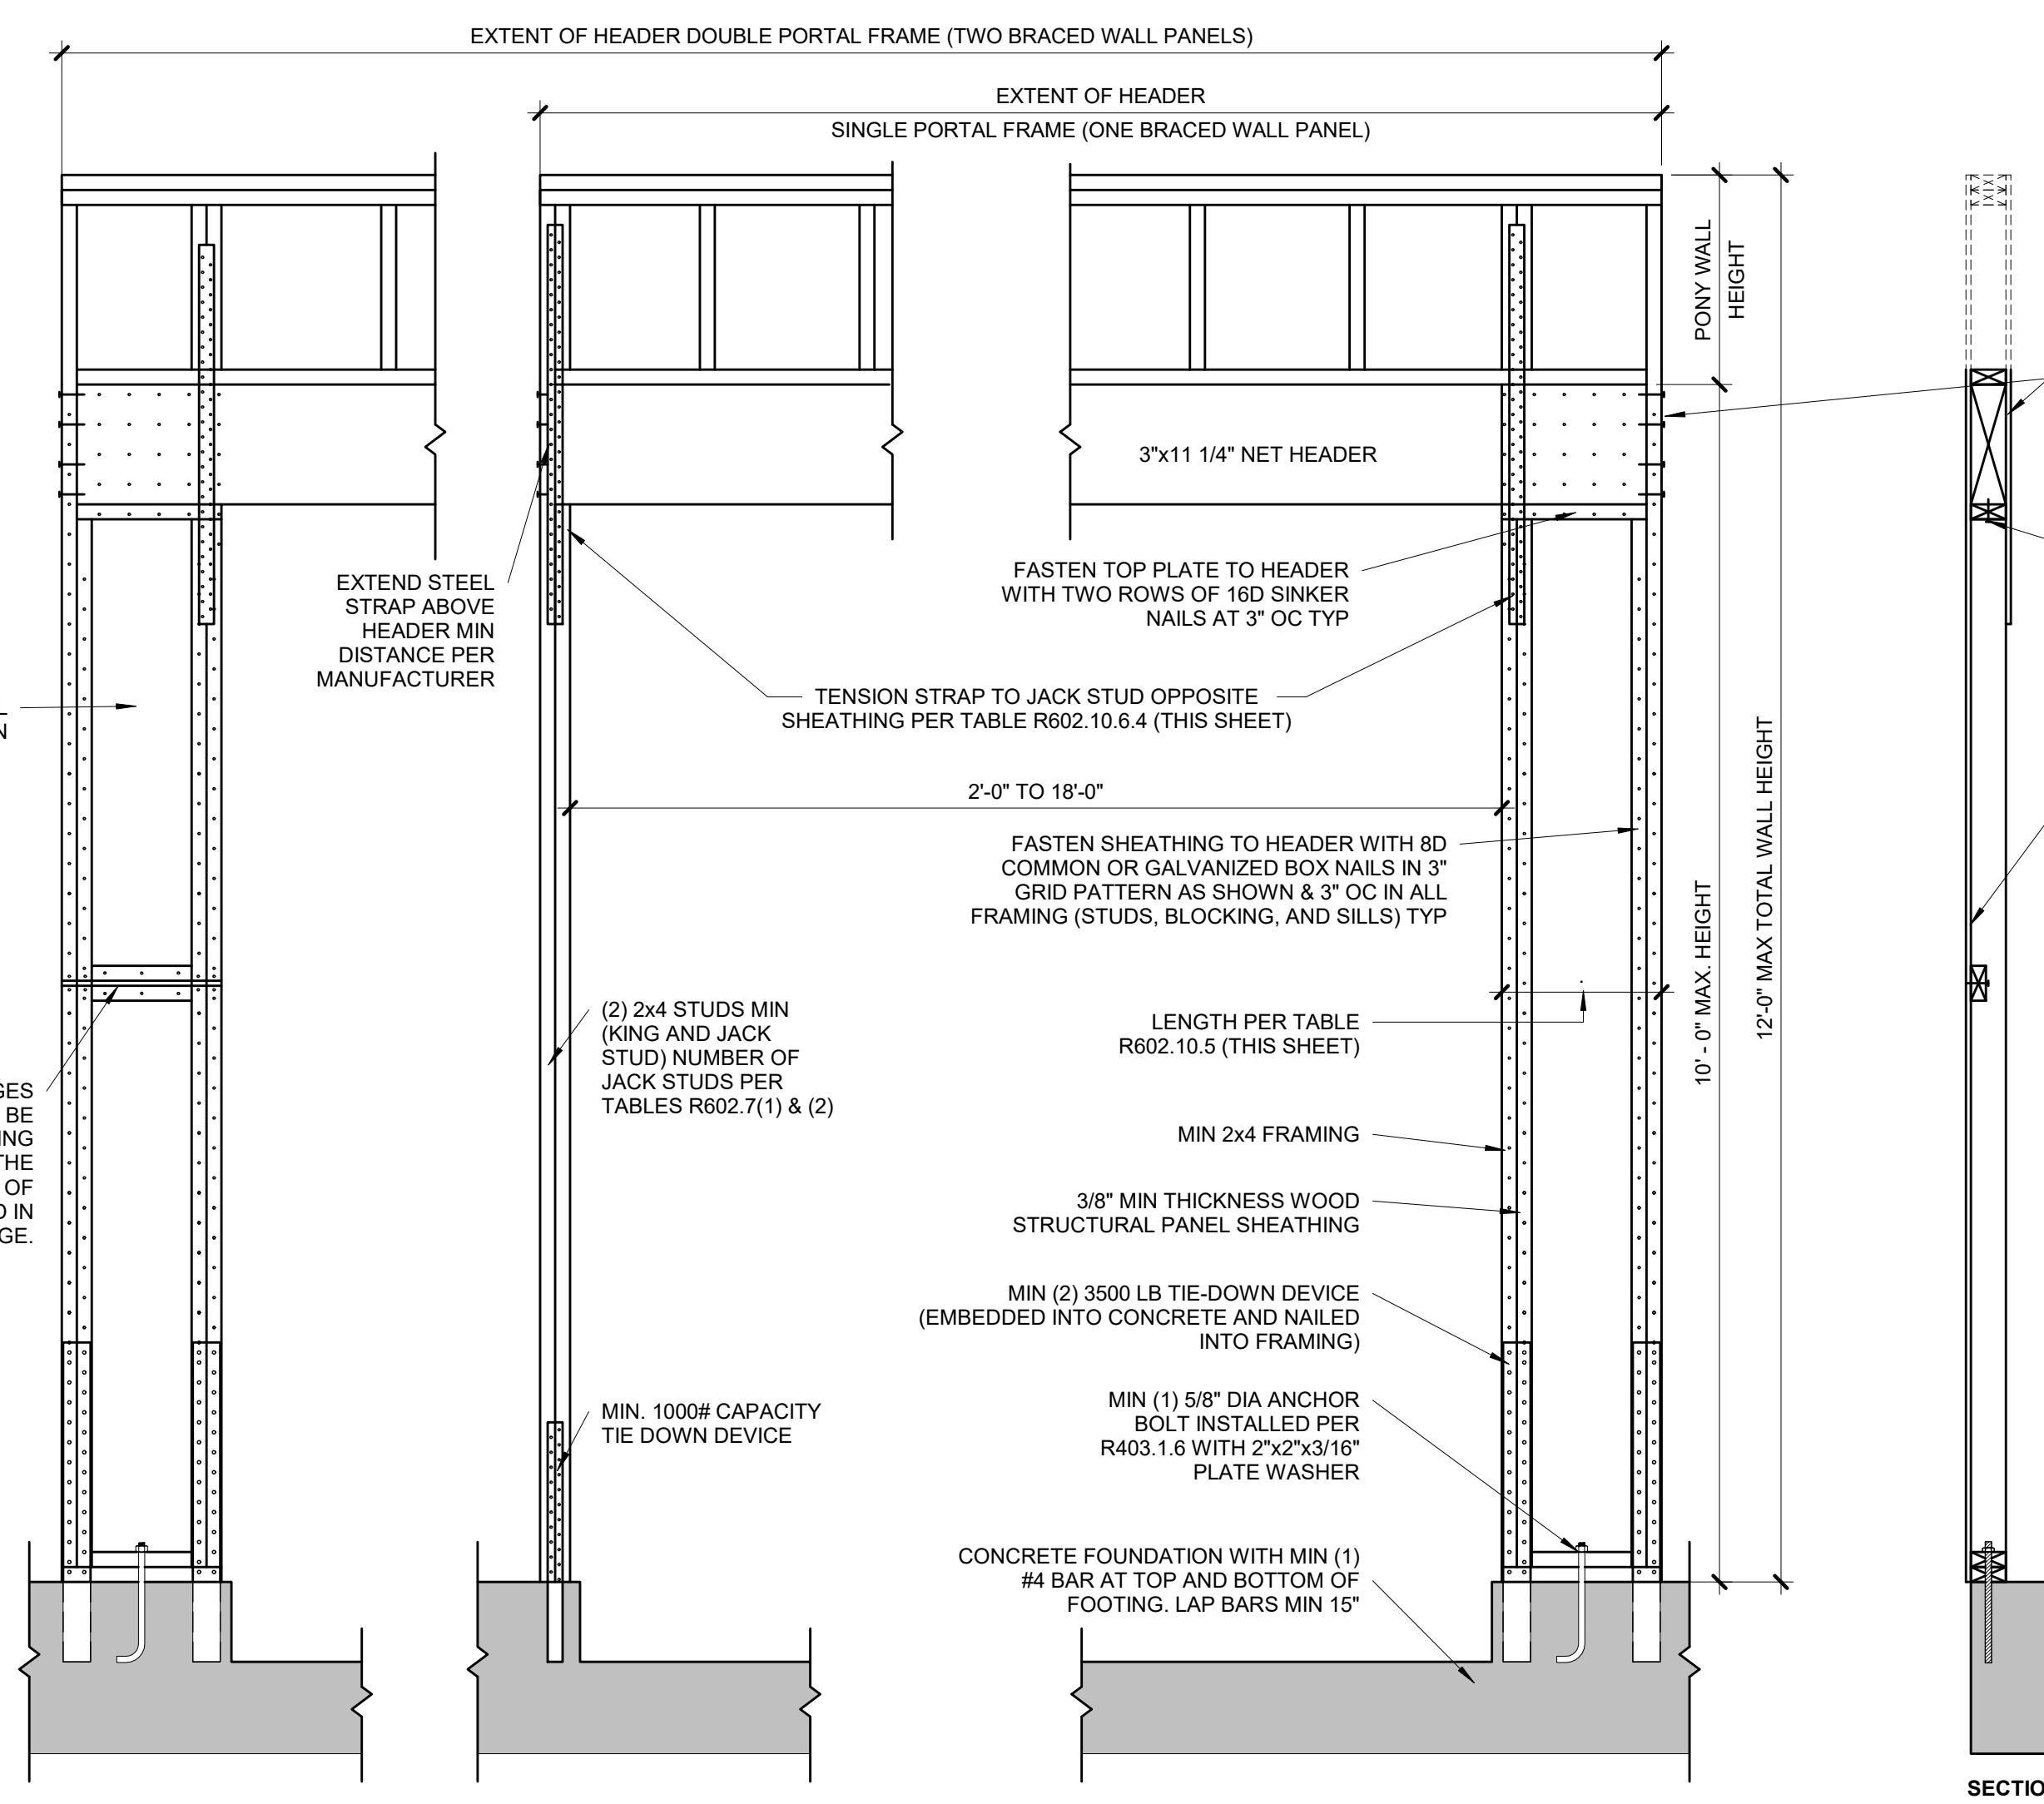 EXTENT OF HEADER DOUBLE PORTAL FRAME (TWO BRACED WALL PANELS)
EXTENT OF HEADER
SINGLE PORTAL FRAME (ONE BRACED WALL PANEL)
PONY WALL
HEIGHT
3"x11 1/4" NET HEADER
EXTEND STEEL
STRAP ABOVE
HEADER MIN
DISTANCE PER
MANUFACTURER
FASTEN TOP PLATE TO HEADER
WITH TWO ROWS OF 16D SINKER
NAILS AT 3" OC TYP
TENSION STRAP TO JACK STUD OPPOSITE
SHEATHING PER TABLE R602.10.6.4 (THIS SHEET)
N
2'-0" TO 18'-0"
FASTEN SHEATHING TO HEADER WITH 8D
COMMON OR GALVANIZED BOX NAILS IN 3"
GRID PATTERN AS SHOWN & 3" OC IN ALL
FRAMING (STUDS, BLOCKING, AND SILLS) TYP
10' - 0" MAX. HEIGHT
12'-0" MAX TOTAL WALL HEIGHT
(2) 2x4 STUDS MIN
(KING AND JACK
STUD) NUMBER OF
JACK STUDS PER
TABLES R602.7(1) & (2)
LENGTH PER TABLE
R602.10.5 (THIS SHEET)
GES
BE
ING
THE
OF
D IN
GE.
MIN 2x4 FRAMING
3/8" MIN THICKNESS WOOD
STRUCTURAL PANEL SHEATHING
MIN (2) 3500 LB TIE-DOWN DEVICE
(EMBEDDED INTO CONCRETE AND NAILED
INTO FRAMING)
MIN. 1000# CAPACITY
TIE DOWN DEVICE
MIN (1) 5/8" DIA ANCHOR
BOLT INSTALLED PER
R403.1.6 WITH 2"x2"x3/16"
PLATE WASHER
CONCRETE FOUNDATION WITH MIN (1)
#4 BAR AT TOP AND BOTTOM OF
FOOTING. LAP BARS MIN 15"
SECTIO